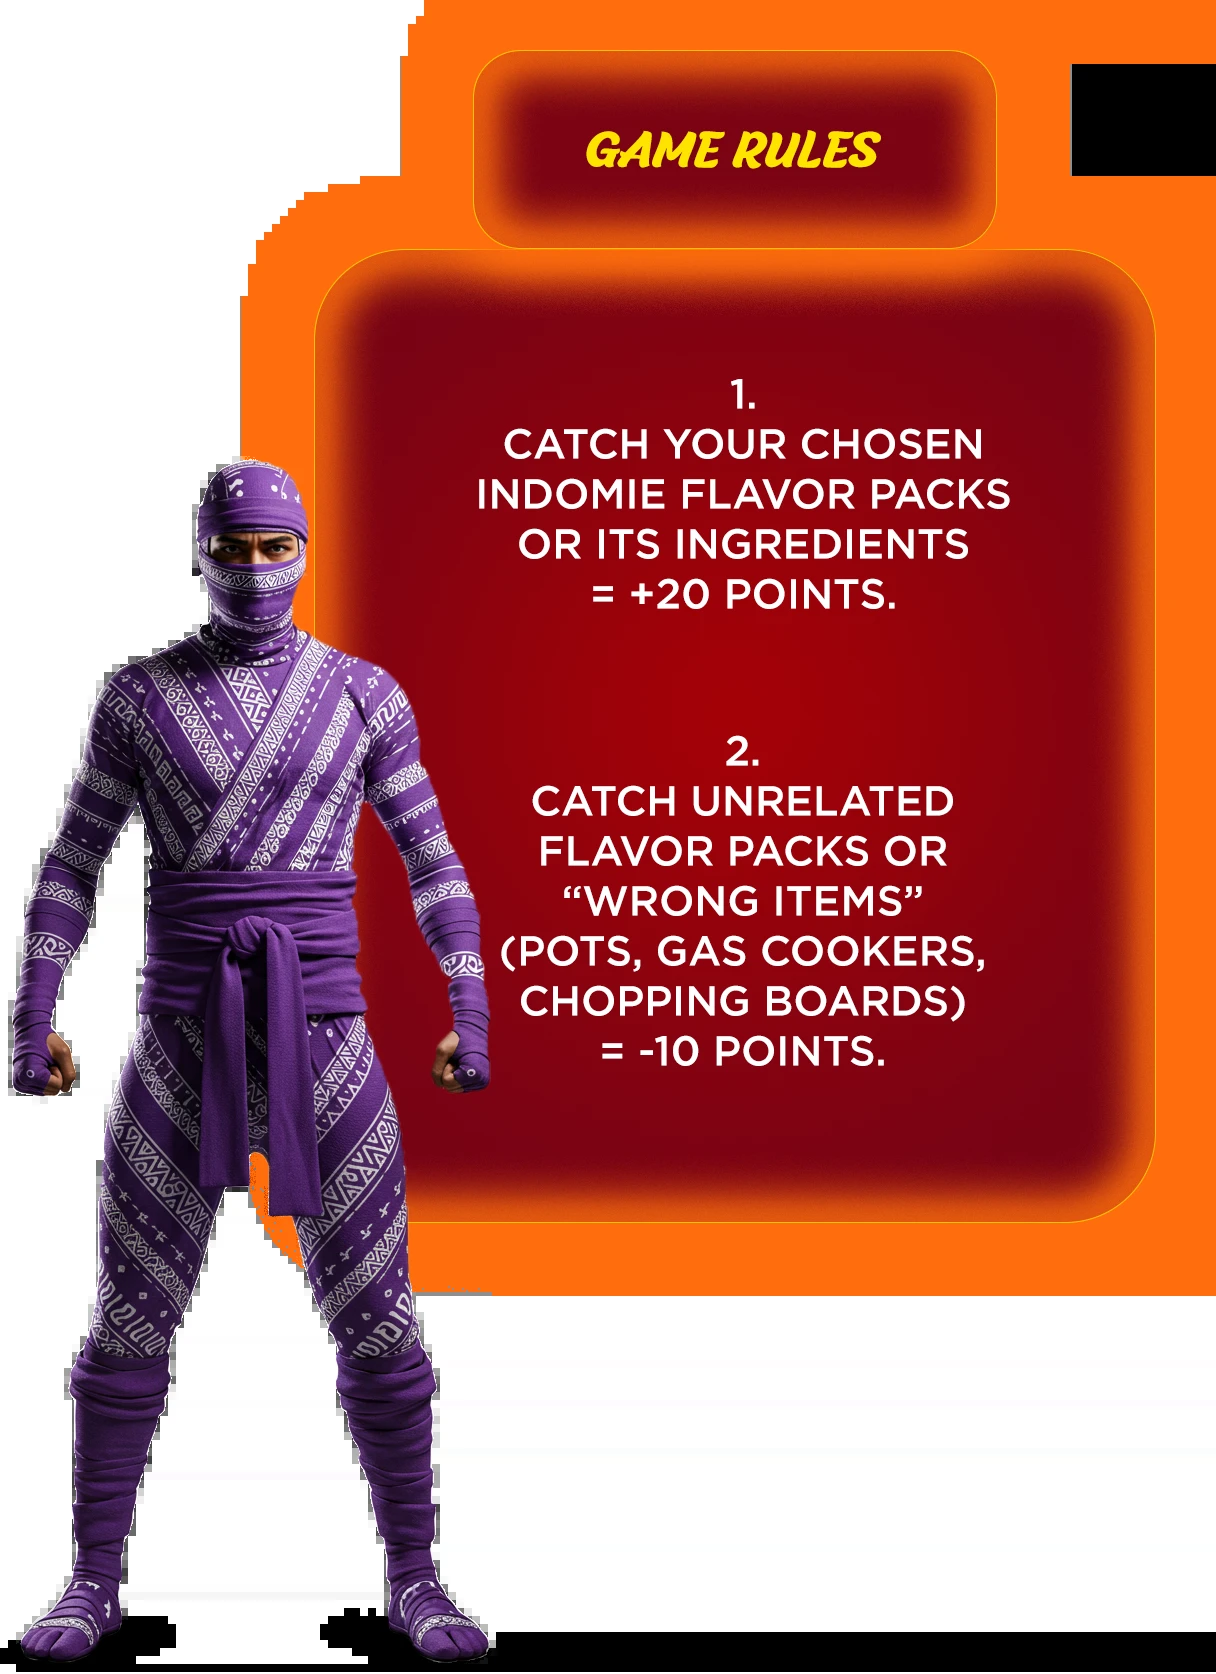 GAME RULES
1.
CATCH YOUR CHOSEN
INDOMIE FLAVOR PACKS
OR ITS INGREDIENTS
= +20 POINTS.
2.
CATCH UNRELATED
FLAVOR PACKS OR
“WRONG ITEMS”
(POTS, GAS COOKERS,
CHOPPING BOARDS)
= -10 POINTS.